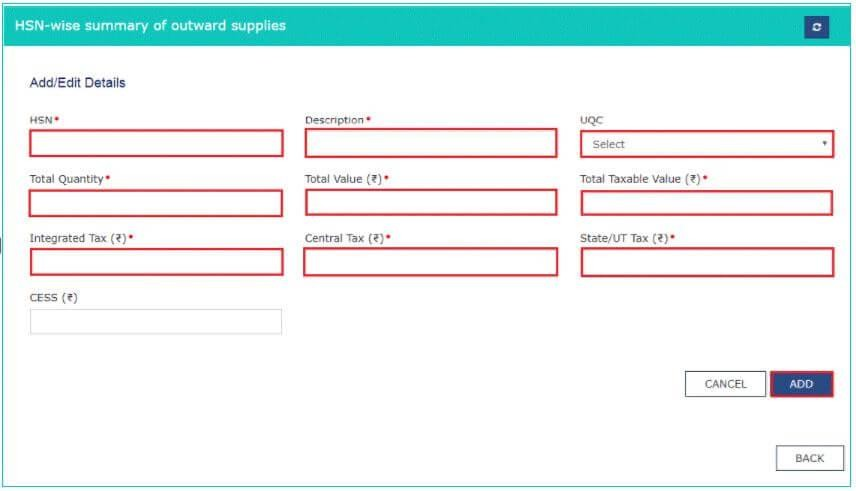 HSN-wise summary of outward supplies
Add/Edit Details
HSN• Description• UQC
Select
Total Quantity• Total Value (₹)• Total Taxable Value (₹)•
Integrated Tax (₹)• Central Tax (₹)• State/UT Tax (₹)•
CESS (₹)
CANCEL ADD
BACK